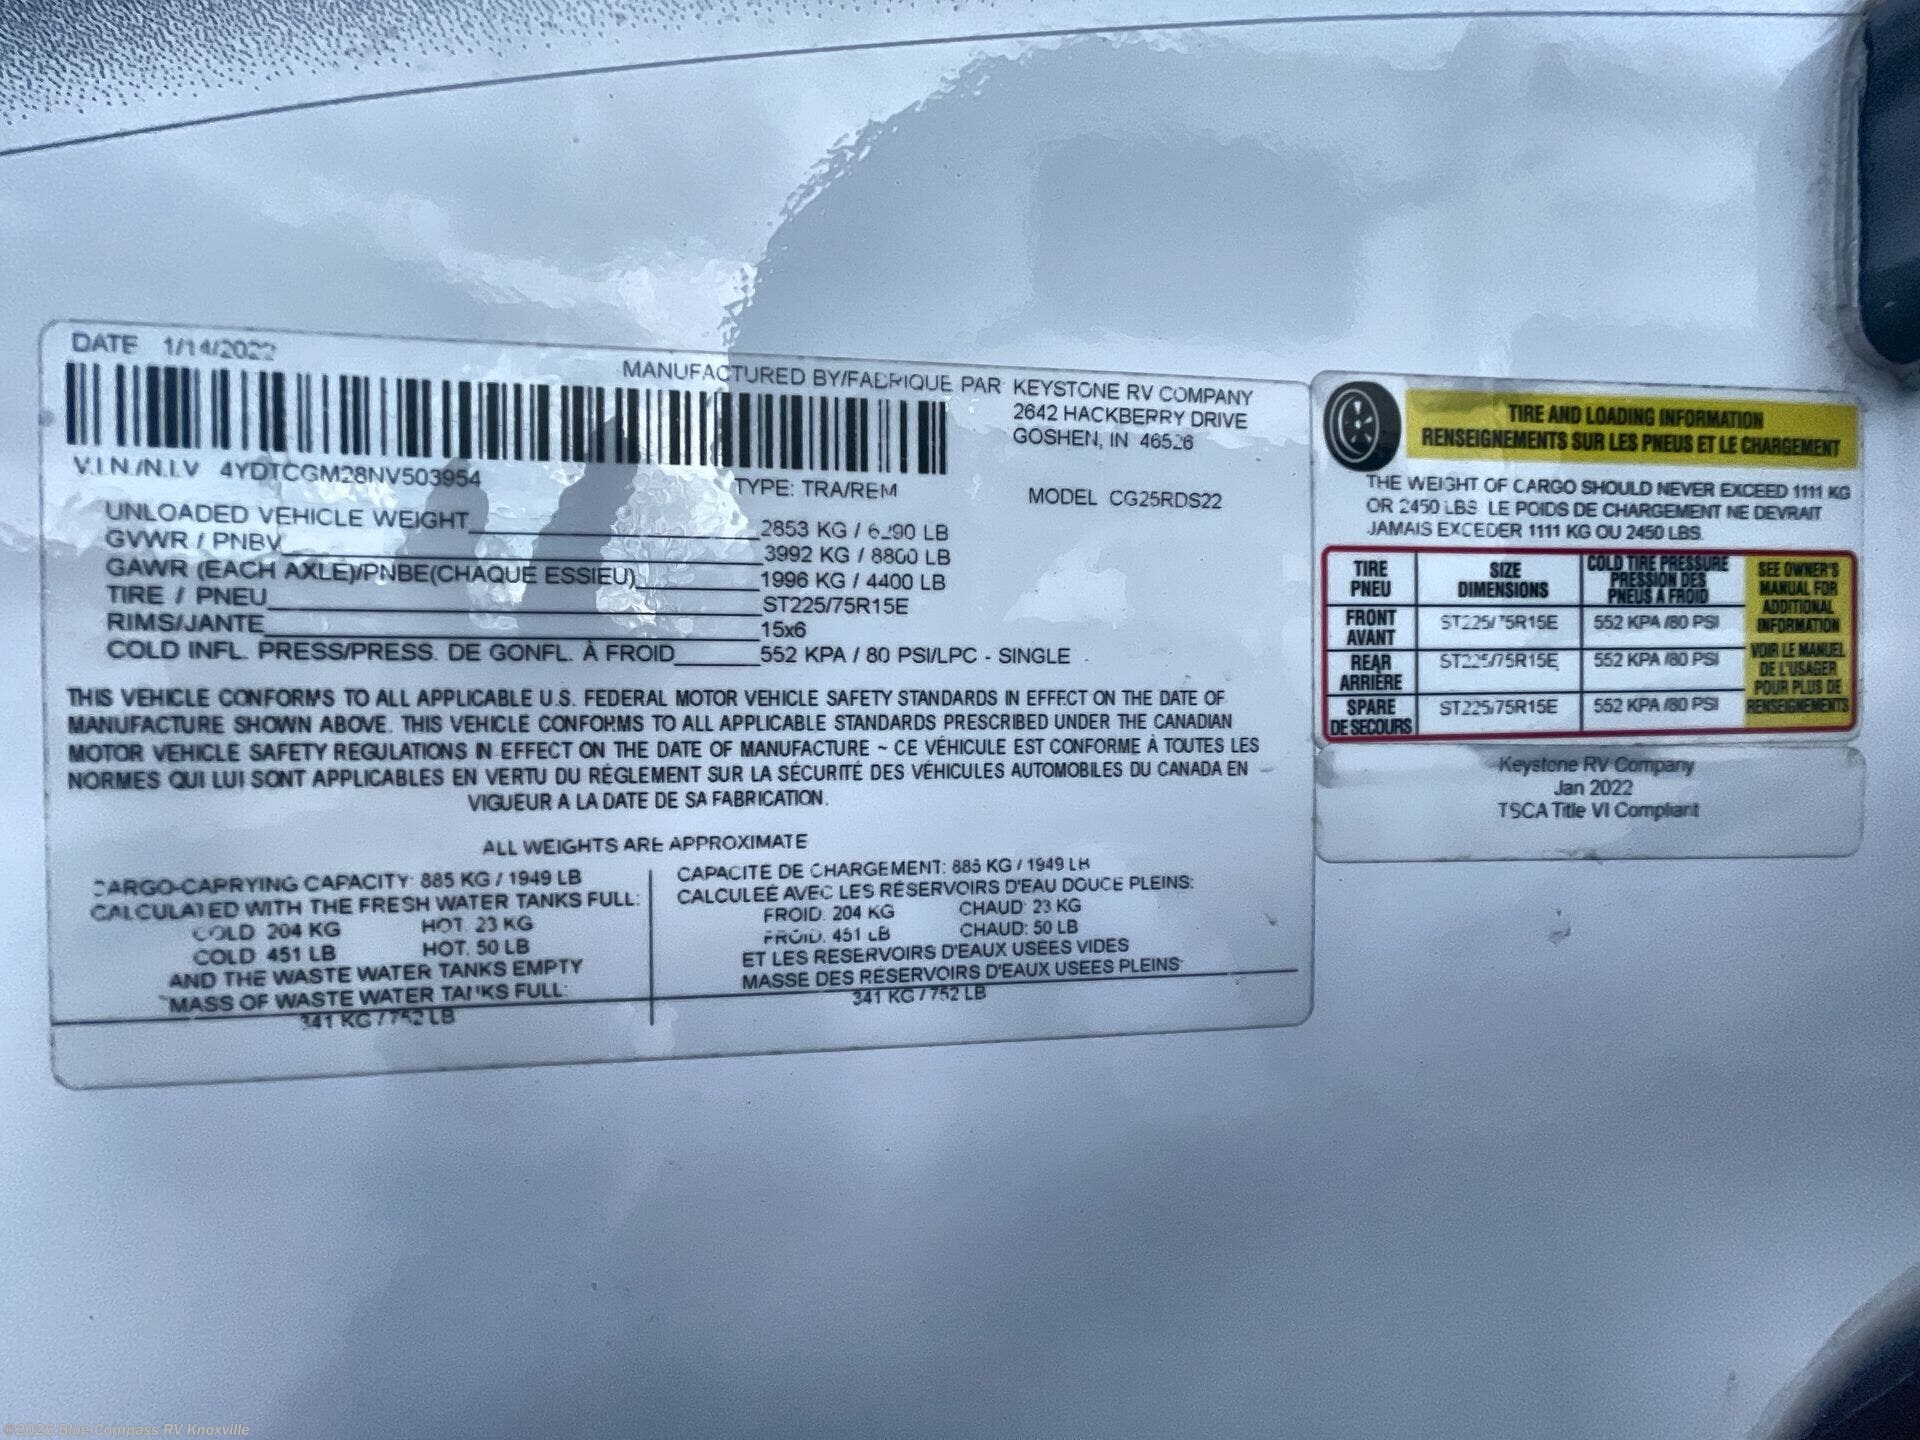 DATE 1/14/2022
MANUFACTURED BY/FABRIQUE PAR KEYSTONE RV COMPANY
2642 HACKBERRY DRIVE
GOSHEN, IN 46526
V.I.N./N.I.V 4YDTCGM28NV503954
TYPE: TRA/REM
MODEL CG25RDS22
UNLOADED VEHICLE WEIGHT 2853 KG / 6290 LB
GVWR / PNBV 3992 KG / 8800 LB
GAWR (EACH AXLE)/PNBE(CHAQUE ESSIEU) 1996 KG / 4400 LB
TIRE / PNEU ST225/75R15E
RIMS/JANTE 15x6
COLD INFL. PRESS/PRESS. DE GONFL. À FROID 552 KPA / 80 PSI/LPC - SINGLE
THIS VEHICLE CONFORMS TO ALL APPLICABLE U.S. FEDERAL MOTOR VEHICLE SAFETY STANDARDS IN EFFECT ON THE DATE OF
MANUFACTURE SHOWN ABOVE. THIS VEHICLE CONFORMS TO ALL APPLICABLE STANDARDS PRESCRIBED UNDER THE CANADIAN
MOTOR VEHICLE SAFETY REGULATIONS IN EFFECT ON THE DATE OF MANUFACTURE ~ CE VÉHICULE EST CONFORME À TOUTES LES
NORMES QUI LUI SONT APPLICABLES EN VERTU DU RÈGLEMENT SUR LA SÉCURITÉ DES VÉHICULES AUTOMOBILES DU CANADA EN
VIGUEUR A LA DATE DE SA FABRICATION.
ALL WEIGHTS ARE APPROXIMATE
CARGO-CARRYING CAPACITY: 885 KG / 1949 LB
CALCULATED WITH THE FRESH WATER TANKS FULL:
COLD 204 KG HOT. 23 KG
COLD 451 LB HOT. 50 LB
AND THE WASTE WATER TANKS EMPTY
MASS OF WASTE WATER TANKS FULL:
341 KG / 752 LB
CAPACITÉ DE CHARGEMENT: 885 KG / 1949 LB
CALCULEÉ AVEC LES RÉSERVOIRS D'EAU DOUCE PLEINS:
FROID. 204 KG CHAUD: 23 KG
FROID. 451 LB CHAUD: 50 LB
ET LES RÉSERVOIRS D'EAUX USÉES VIDES
MASSE DES RÉSERVOIRS D'EAUX USÉES PLEINS:
341 KG / 752 LB
TIRE AND LOADING INFORMATION
RENSEIGNEMENTS SUR LES PNEUS ET LE CHARGEMENT
THE WEIGHT OF CARGO SHOULD NEVER EXCEED 1111 KG
OR 2450 LBS LE POIDS DE CHARGEMENT NE DEVRAIT
JAMAIS EXCEDER 1111 KG OU 2450 LBS.
TIRE PNEU SIZE DIMENSIONS COLD TIRE PRESSURE PRESSION DES PNEUS A FROID
FRONT AVANT ST225/75R15E 552 KPA /80 PSI
REAR ARRIÈRE ST225/75R15E 552 KPA /80 PSI
SPARE DE SECOURS ST225/75R15E 552 KPA /80 PSI
SEE OWNER'S
MANUAL FOR
ADDITIONAL
INFORMATION
VOIR LE MANUEL
DE L'USAGER
POUR PLUS DE
RENSEIGNEMENTS
Keystone RV Company
Jan 2022
TSCA Title VI Compliant
©2026 Blue Compass RV Knoxville